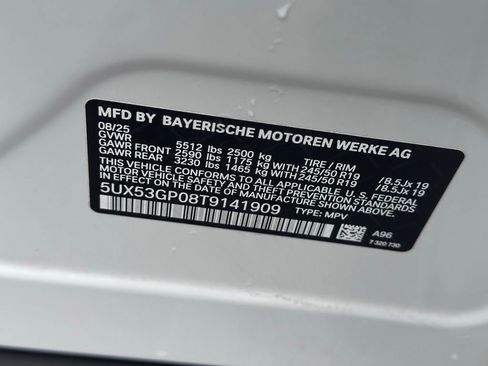 MFD BY BAYERISCHE MOTOREN WERKE AG
08/25
GVWR 5512 lbs 2500 kg TIRE / RIM
GAWR FRONT 2590 lbs 1175 kg WITH 245/50 R19 /8.5Jx 19
GAWR REAR 3230 lbs 1465 kg WITH 245/50 R19 /8.5Jx 19
THIS VEHICLE CONFORMS TO ALL APPLICABLE U.S. FEDERAL
MOTOR VEHICLE SAFETY STANDARDS IN EFFECT ON
THE DATE OF MANUFACTURE SHOWN ABOVE.
5UX53GP08T9141909 TYPE: MPV
A96
7 320 730